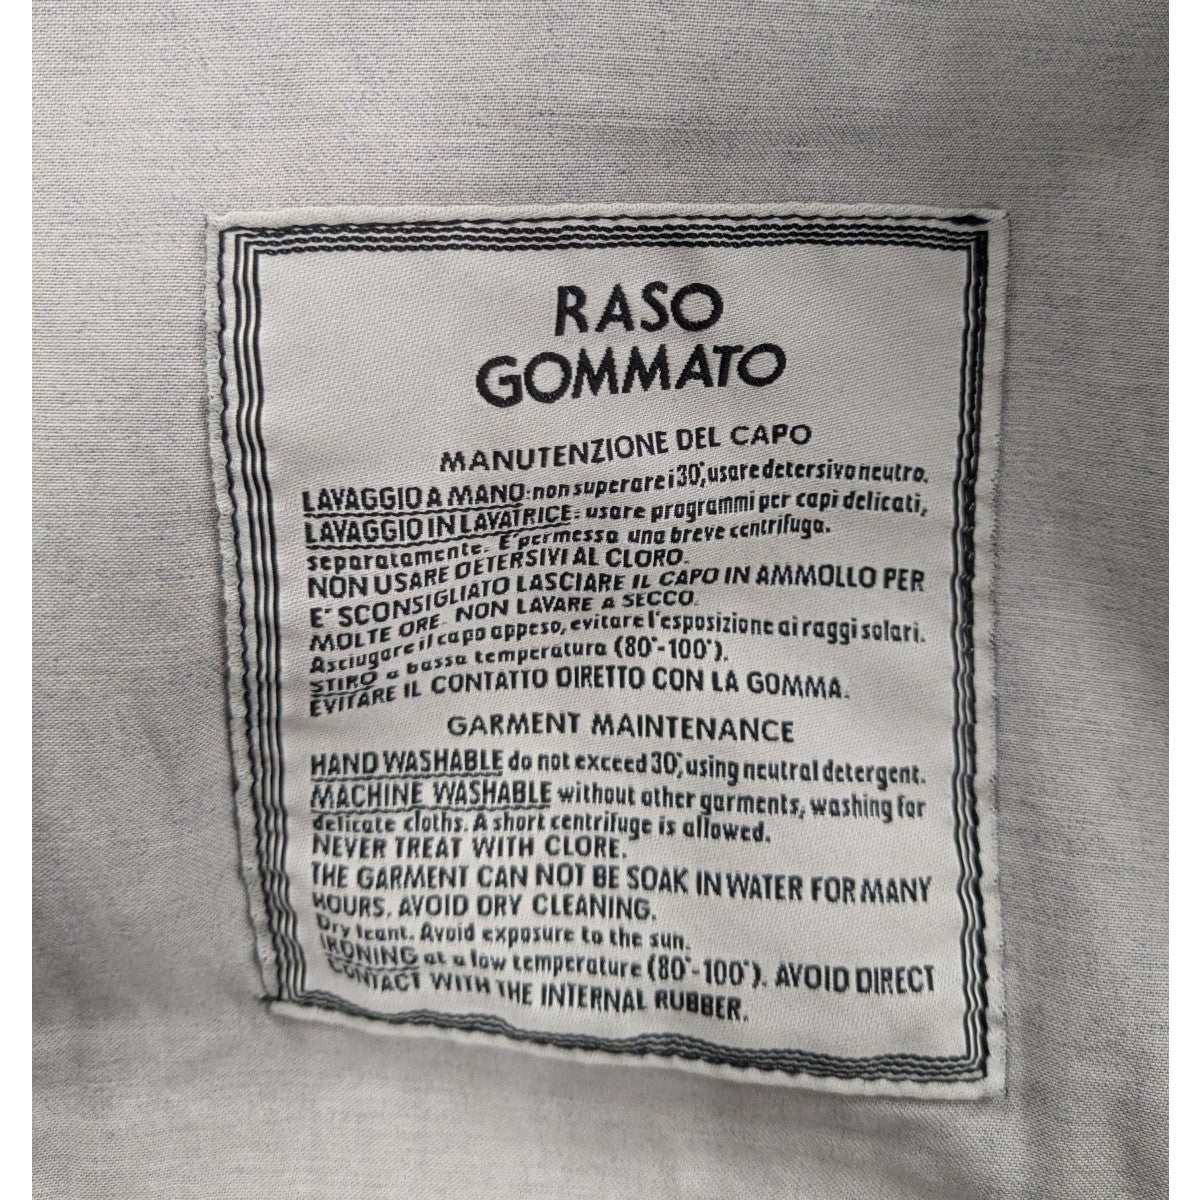 RASO
GOMMATO
MANUTENZIONE DEL CAPO
LAVAGGIO A MANO: non superare i 30°, usare detersivo neutro.
LAVAGGIO IN LAVATRICE: usare programmi per capi delicati,
separatamente. E' permessa una breve centrifuga.
NON USARE DETERSIVI AL CLORO.
E' SCONSIGLIATO LASCIARE IL CAPO IN AMMOLLO PER
MOLTE ORE. NON LAVARE A SECCO.
Asciugare il capo appeso, evitare l'esposizione ai raggi solari.
STIRO a bassa temperatura (80°-100°).
EVITARE IL CONTATTO DIRETTO CON LA GOMMA.
GARMENT MAINTENANCE
HAND WASHABLE do not exceed 30°, using neutral detergent.
MACHINE WASHABLE without other garments, washing for
delicate cloths. A short centrifuge is allowed.
NEVER TREAT WITH CLORE.
THE GARMENT CAN NOT BE SOAK IN WATER FOR MANY
HOURS. AVOID DRY CLEANING.
Dry leant. Avoid exposure to the sun.
IRONING at a low temperature (80°-100°). AVOID DIRECT
CONTACT WITH THE INTERNAL RUBBER.